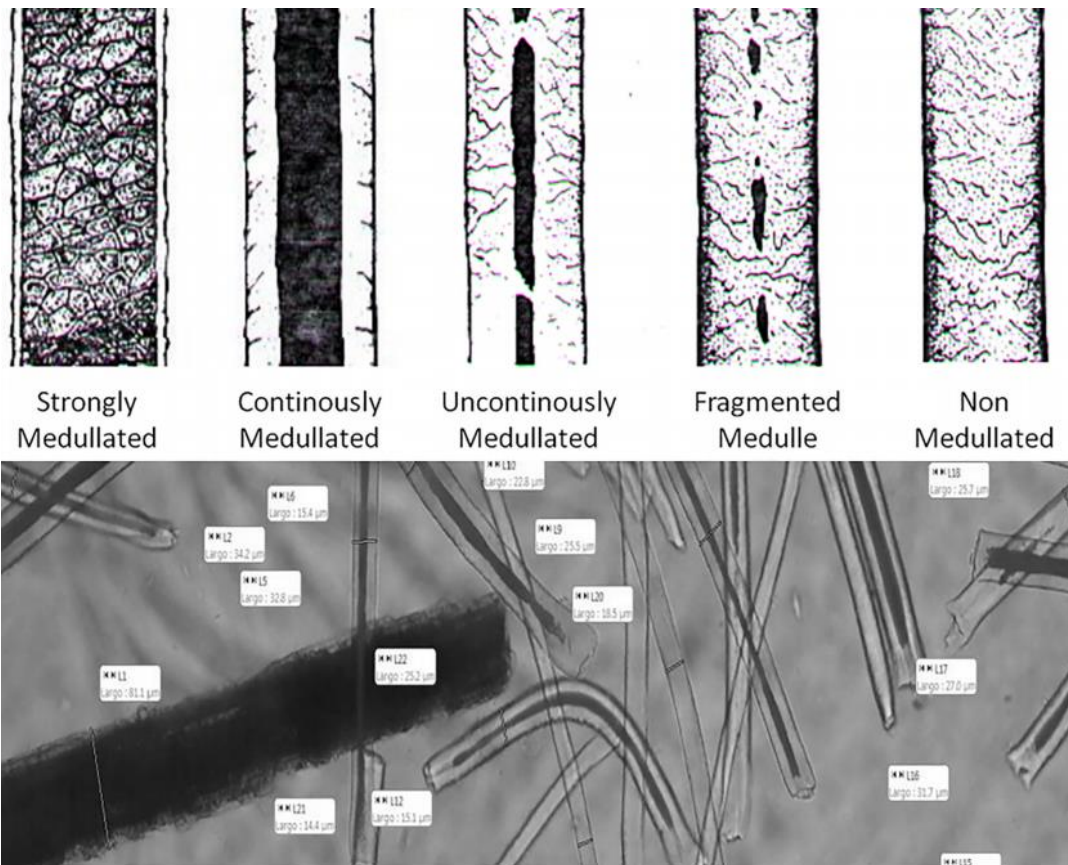 Strongly
Medullated
Continously
Medullated
Uncontinously
Medullated
Fragmented
Medulle
Non
Medullated
L10
Largo : 22.8 µm
L18
Largo : 25.7 µm
L6
Largo : 15.4 µm
L9
Largo : 25.5 µm
L2
Largo : 34.2 µm
L5
Largo : 32.8 µm
L20
Largo : 18.5 µm
L22
Largo : 25.2 µm
L1
Largo : 81.1 µm
L17
Largo : 27.0 µm
L16
Largo : 31.7 µm
L12
Largo : 15.1 µm
L21
Largo : 14.4 µm